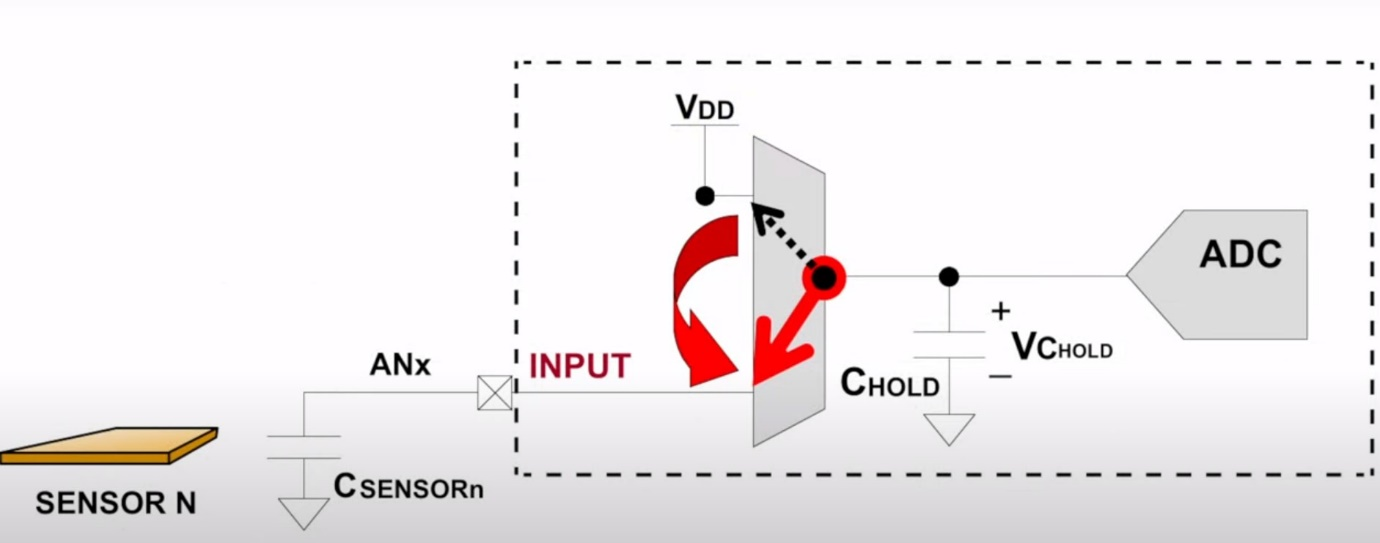 VDD
ADC
+
VCHOLD
–
CHOLD
INPUT
ANx
CSENSORn
SENSOR N